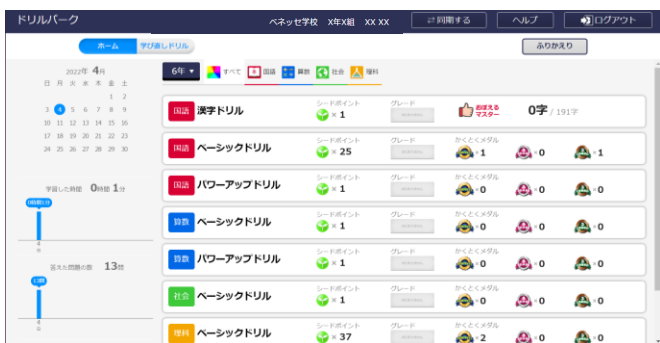 ドリルパーク ベネッセ学校 X年X組 XX XX 同期する ヘルプ ログアウト
ホーム 学び直しドリル ふりかえり
2022年 4月
日 月 火 水 木 金 土
1 2
3 4 5 6 7 8 9
10 11 12 13 14 15 16
17 18 19 20 21 22 23
24 25 26 27 28 29 30
学習した時間 0時間 1分
0時間1分
4
答えた問題の数 13問
13問
4
6年 すべて 国語 算数 社会 理科
国語 漢字ドリル シードポイント × 1 グレード おぼえるマスター 0字 / 191字
国語 ベーシックドリル シードポイント × 25 グレード かくとくメダル ×1 ×0 ×1
国語 パワーアップドリル シードポイント × 1 グレード かくとくメダル ×0 ×0 ×0
算数 ベーシックドリル シードポイント × 1 グレード かくとくメダル ×0 ×0 ×0
算数 パワーアップドリル シードポイント × 1 グレード かくとくメダル ×0 ×0 ×0
社会 ベーシックドリル シードポイント × 1 グレード かくとくメダル ×0 ×0 ×0
理科 ベーシックドリル シードポイント × 37 グレード かくとくメダル ×2 ×0 ×0